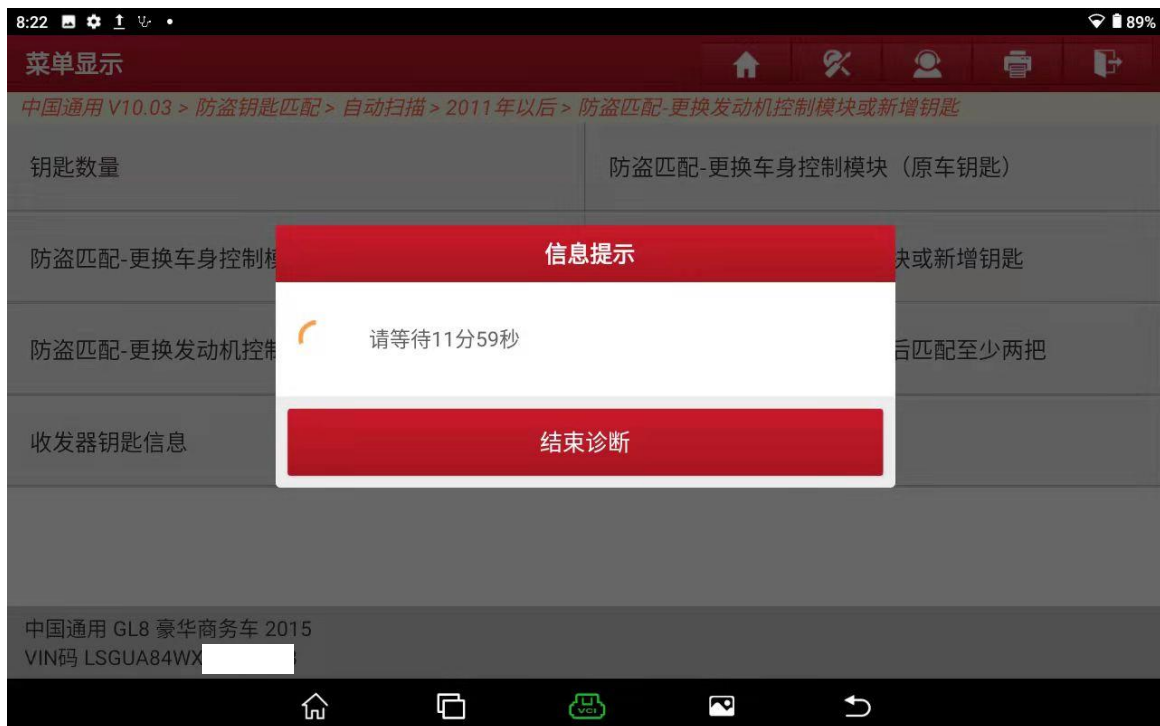 8:22
89%
菜单显示
中国通用 V10.03 > 防盗钥匙匹配 > 自动扫描 > 2011年以后 > 防盗匹配-更换发动机控制模块或新增钥匙
钥匙数量
防盗匹配-更换车身控制模块（原车钥匙）
防盗匹配-更换车身控制模
块或新增钥匙
信息提示
请等待11分59秒
防盗匹配-更换发动机控制
后匹配至少两把
收发器钥匙信息
结束诊断
中国通用 GL8 豪华商务车 2015
VIN码 LSGUA84WX
VCI